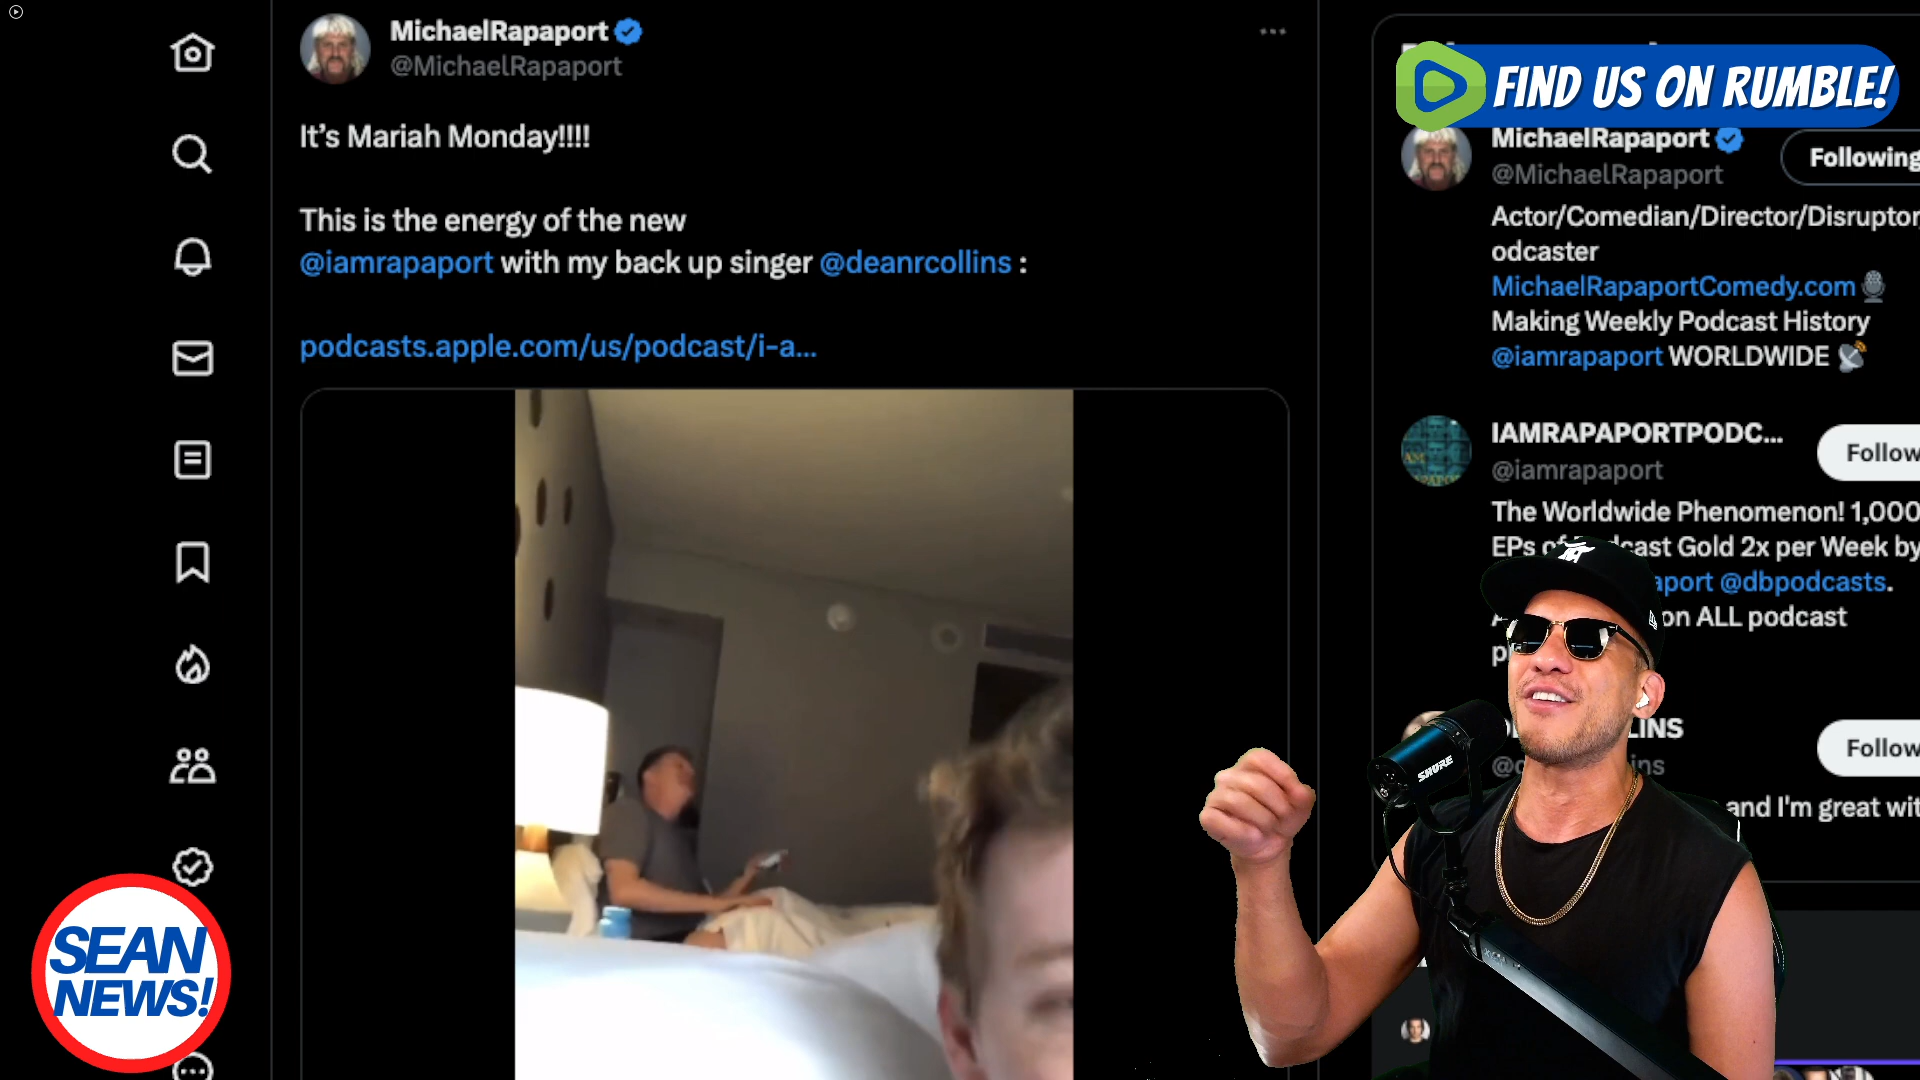 MichaelRapaport
@MichaelRapaport
It's Mariah Monday!!!!
This is the energy of the new
@iamrapaport with my back up singer @deanrcollins :
podcasts.apple.com/us/podcast/i-a...
FIND US ON RUMBLE!
MichaelRapaport
@MichaelRapaport
Following
Actor/Comedian/Director/Disruptor/
odcaster
MichaelRapaportComedy.com
Making Weekly Podcast History
@iamrapaport WORLDWIDE
IAMRAPAPORTPODC...
@iamrapaport
Follow
The Worldwide Phenomenon! 1,000
EPs of Gold 2x per Week by
@dbpodcasts.
on ALL podcast
Follow
and I'm great wit
SHURE
SEAN
NEWS!